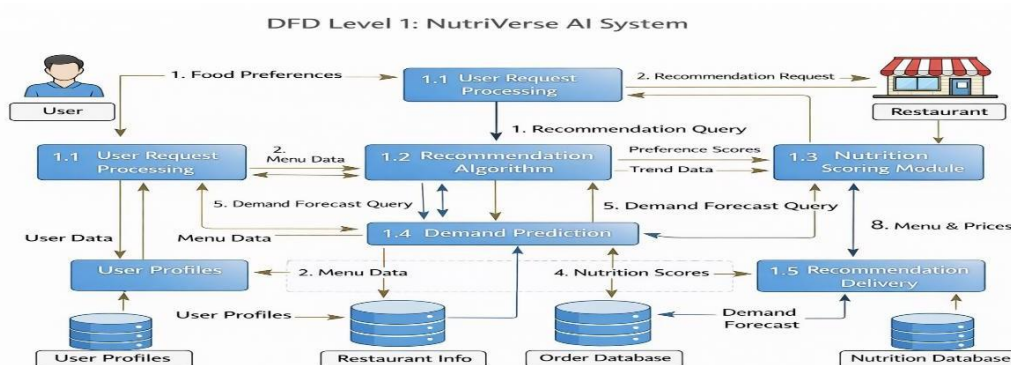 DFD Level 1: NutriVerse AI System
1. Food Preferences
1.1 User Request
Processing
2. Recommendation Request
User
Restaurant
1. Recommendation Query
1.1 User Request
Processing
2.
Menu Data
1.2 Recommendation
Algorithm
Preference Scores
Trend Data
1.3 Nutrition
Scoring Module
5. Demand Forecast Query
5. Demand Forecast Query
8. Menu & Prices
User Data
Menu Data
1.4 Demand Prediction
User Profiles
2. Menu Data
4. Nutrition Scores
1.5 Recommendation
Delivery
User Profiles
Demand
Forecast
User Profiles
Restaurant Info
Order Database
Nutrition Database